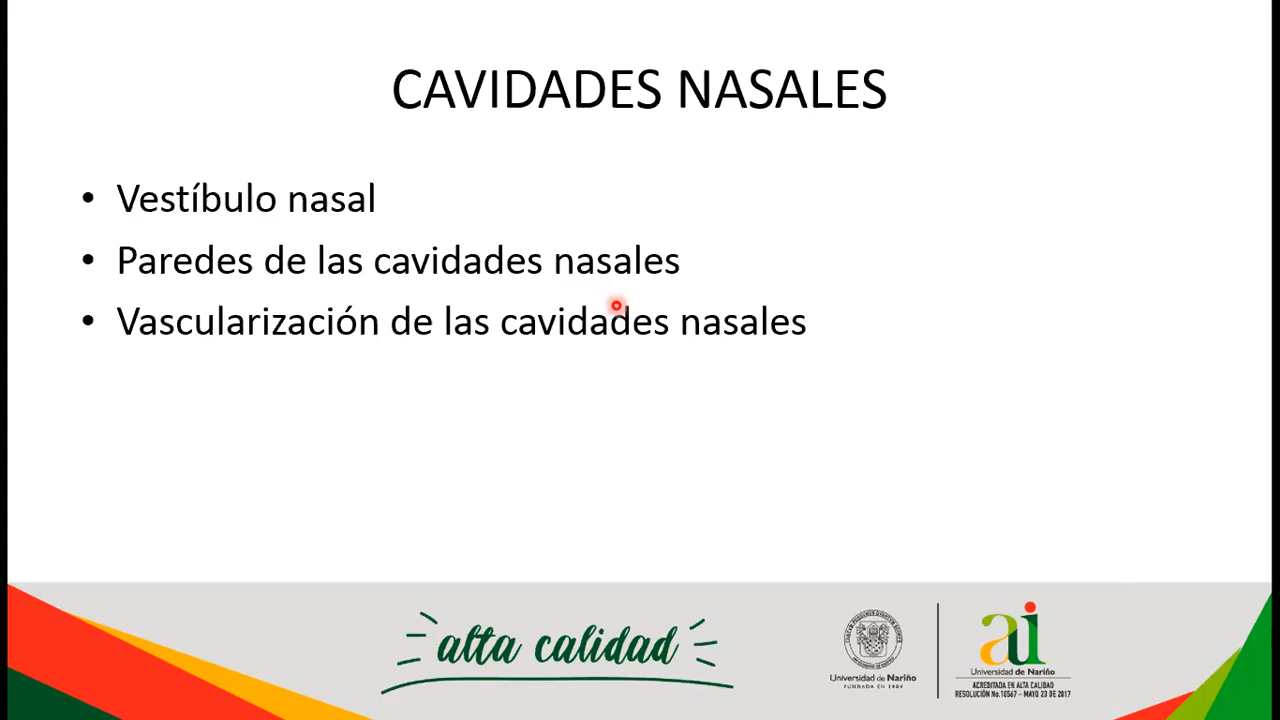 CAVIDADES NASALES
• Vestíbulo nasal
• Paredes de las cavidades nasales
• Vascularización de las cavidades nasales
alta calidad
Universidad de Nariño
FUNDADA EN 1904
ai
Universidad de Nariño
ACREDITADA EN ALTA CALIDAD
RESOLUCIÓN No.10567 – MAYO 23 DE 2017